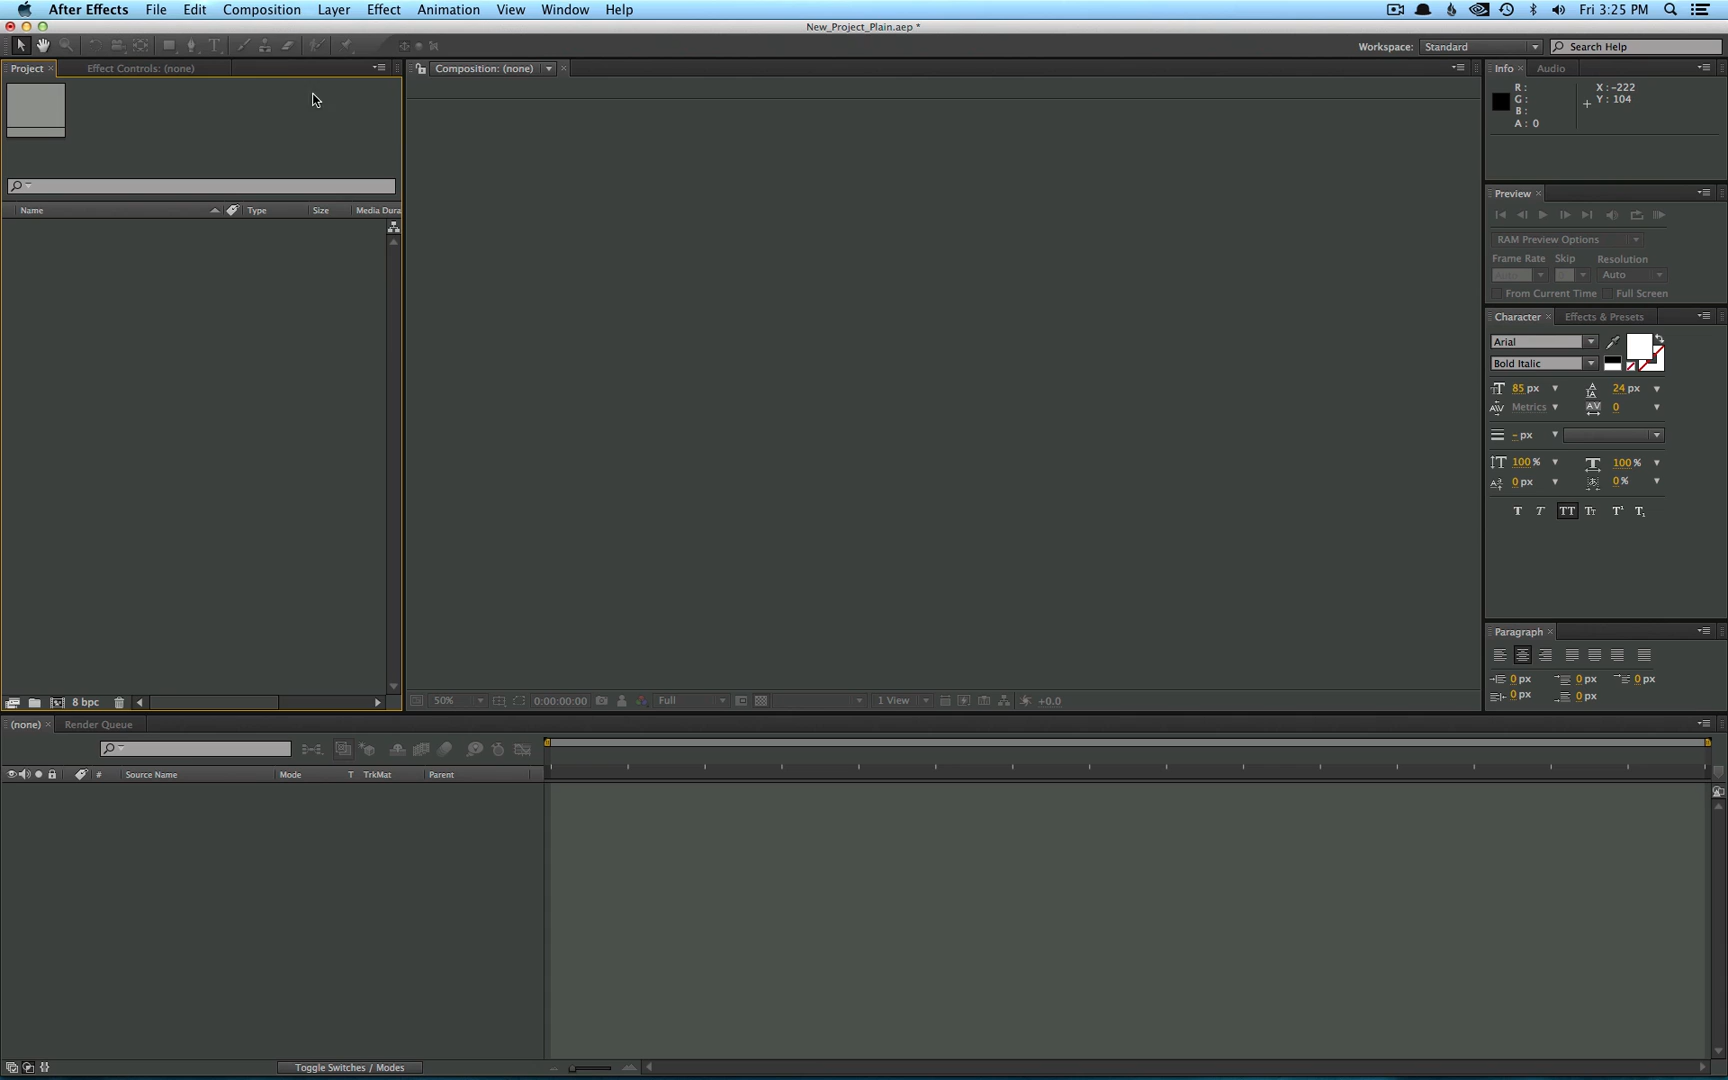 After Effects File Edit Composition Layer Effect Animation View Window Help Fri 3:25 PM
New_Project_Plain.aep *
Workspace: Standard Search Help
Project Effect Controls: (none)
Composition: (none)
Info Audio
R : X : -222
G : Y : 104
B :
A : 0
Name Type Size Media Dura
Preview
RAM Preview Options
Frame Rate Skip Resolution
Auto
From Current Time Full Screen
Character Effects & Presets
Arial
Bold Italic
85 px 24 px
Metrics 0
- px
100 % 100 %
0 px 0 %
T T TT Tt T¹ T₁
Paragraph
0 px 0 px 0 px
0 px 0 px
8 bpc
50% 0:00:00:00 Full 1 View +0.0
(none) Render Queue
# Source Name Mode T TrkMat Parent
Toggle Switches / Modes